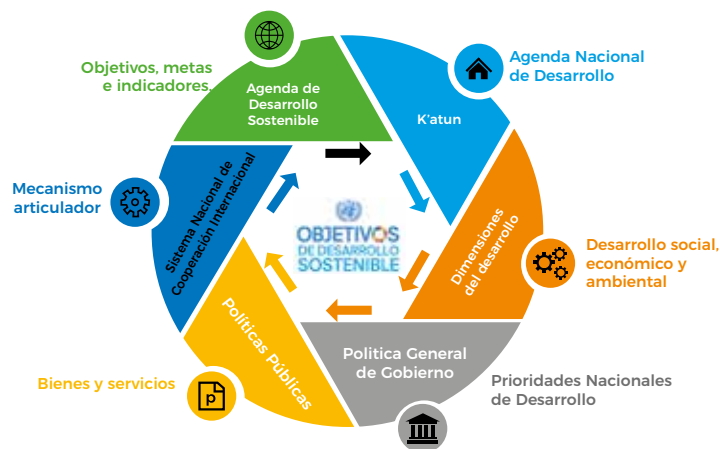 Objetivos, metas
e indicadores.
Agenda de
Desarrollo
Sostenible
K'atun
Agenda Nacional
de Desarrollo
Dimensiones
del desarrollo
Desarrollo social,
económico y
ambiental
Politica General
de Gobierno
Prioridades Nacionales
de Desarrollo
Políticas Públicas
Bienes y servicios
p
Sistema Nacional de
Cooperación Internacional
Mecanismo
articulador
OBJETIVOS
DE DESARROLLO
SOSTENIBLE